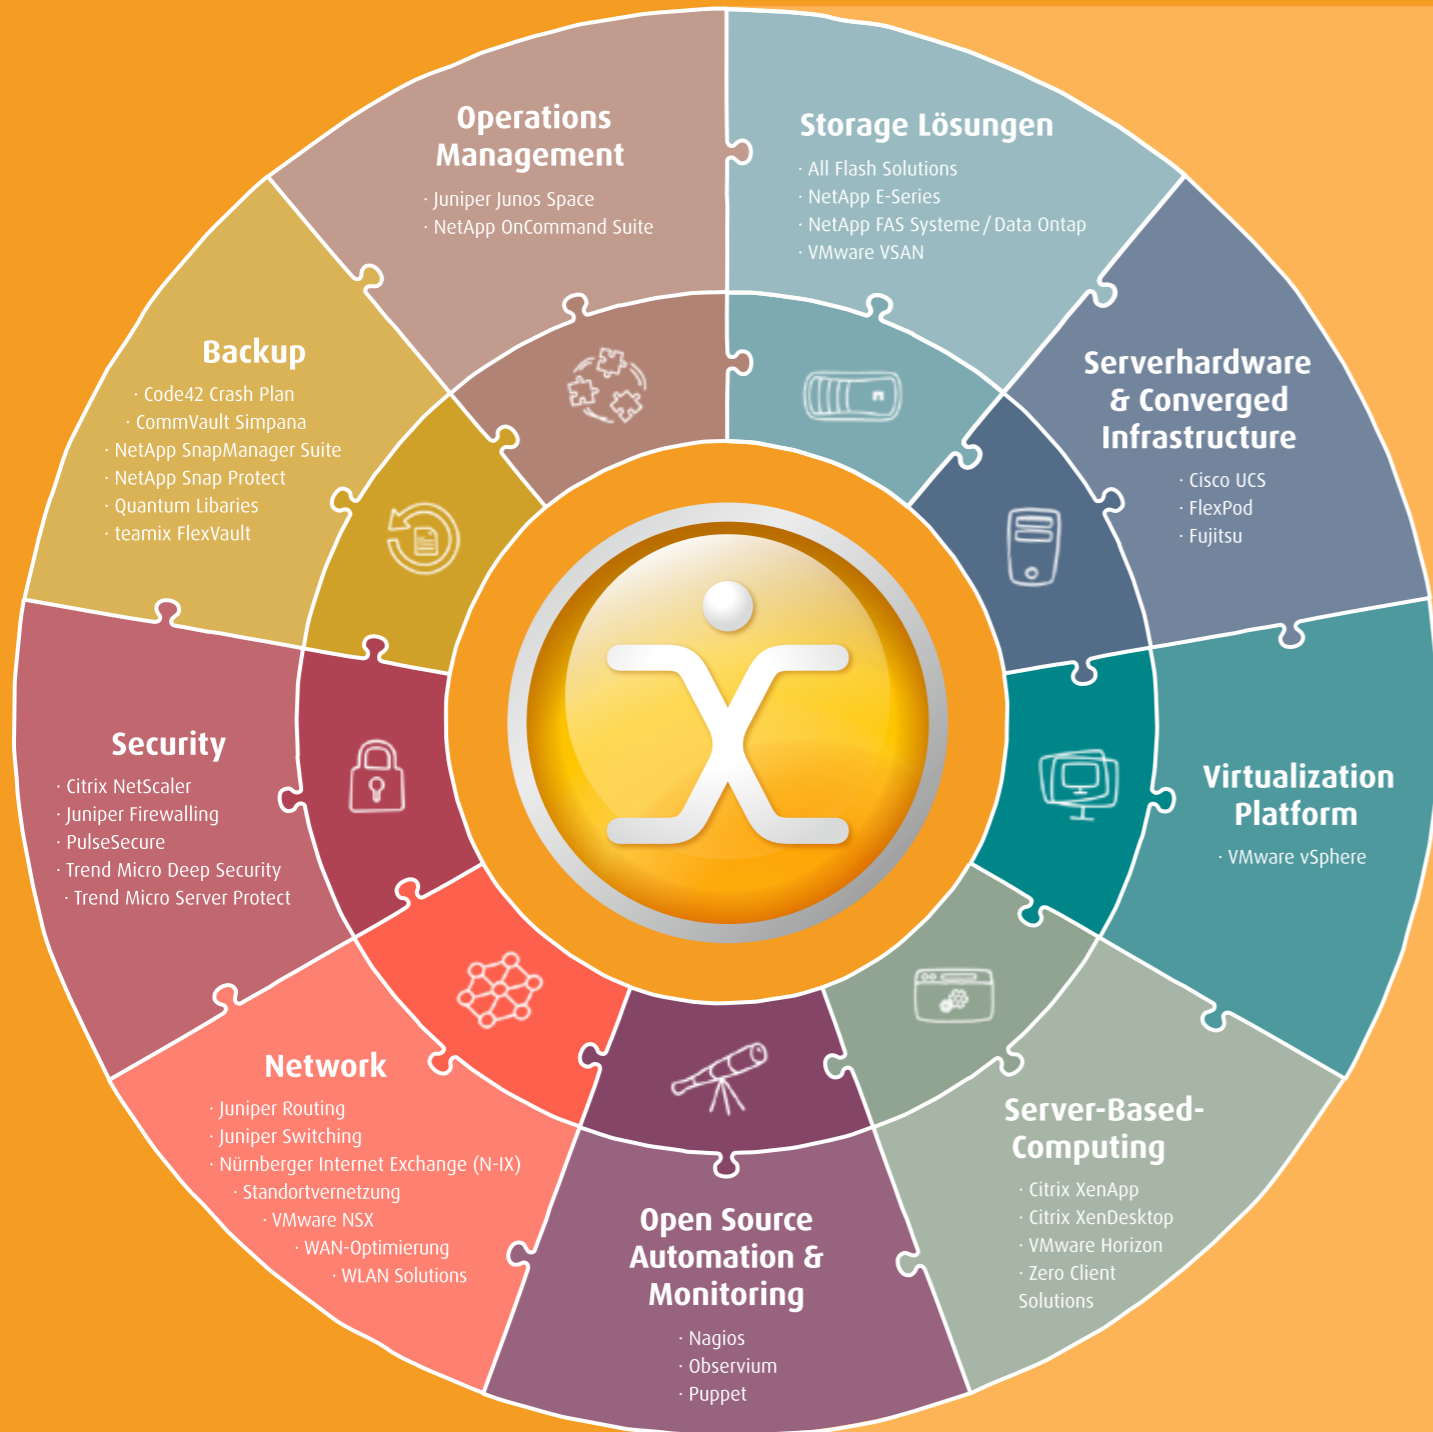 Operations
Management
· Juniper Junos Space
· NetApp OnCommand Suite
Storage Lösungen
· All Flash Solutions
· NetApp E-Series
· NetApp FAS Systeme / Data Ontap
· VMware VSAN
Serverhardware
& Converged
Infrastructure
· Cisco UCS
· FlexPod
· Fujitsu
Virtualization
Platform
· VMware vSphere
Server-Based-
Computing
· Citrix XenApp
· Citrix XenDesktop
· VMware Horizon
· Zero Client
Solutions
Open Source
Automation &
Monitoring
· Nagios
· Observium
· Puppet
Network
· Juniper Routing
· Juniper Switching
· Nürnberger Internet Exchange (N-IX)
· Standortvernetzung
· VMware NSX
· WAN-Optimierung
· WLAN Solutions
Security
· Citrix NetScaler
· Juniper Firewalling
· PulseSecure
· Trend Micro Deep Security
· Trend Micro Server Protect
Backup
· Code42 Crash Plan
· CommVault Simpana
· NetApp SnapManager Suite
· NetApp Snap Protect
· Quantum Libaries
· teamix FlexVault